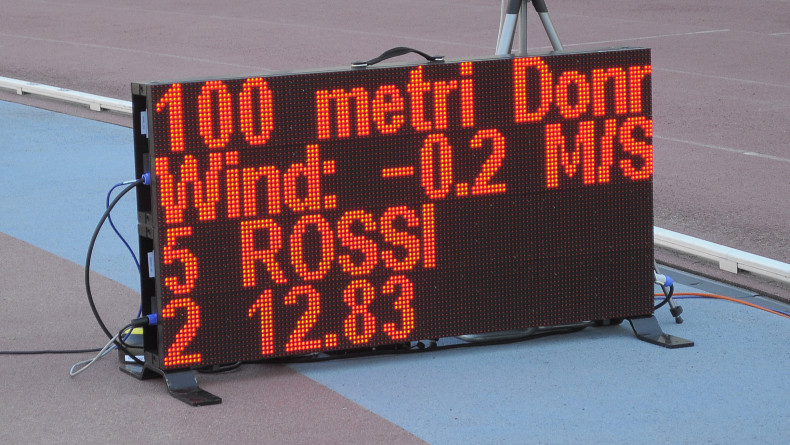 100 metri Donn
Wind: -0.2 M/S
5 ROSSI
2 12.83